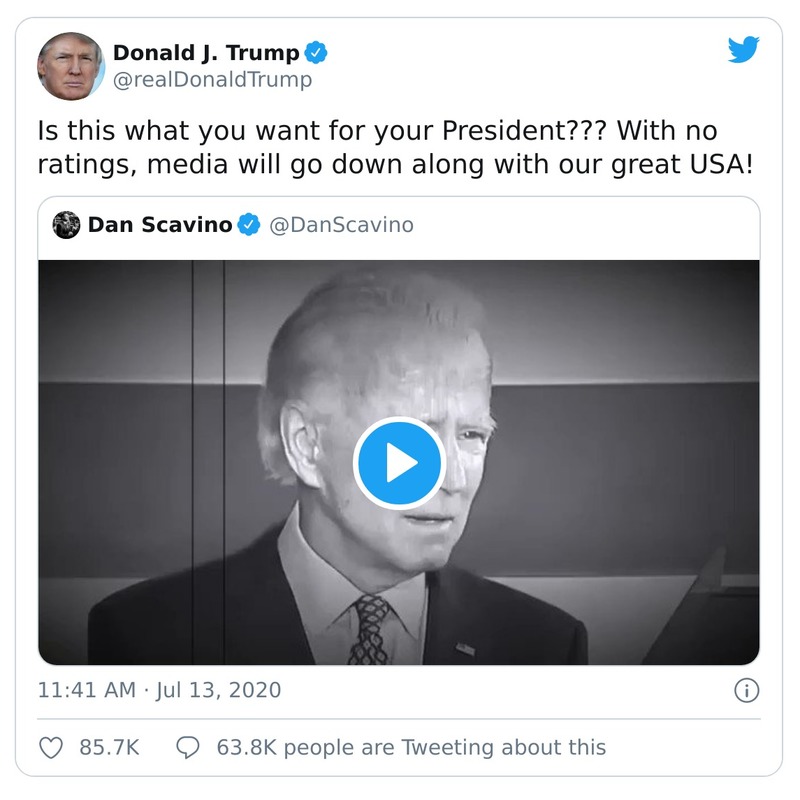 Donald J. Trump
@realDonaldTrump
Is this what you want for your President??? With no
ratings, media will go down along with our great USA!
Dan Scavino @DanScavino
11:41 AM · Jul 13, 2020
85.7K 63.8K people are Tweeting about this